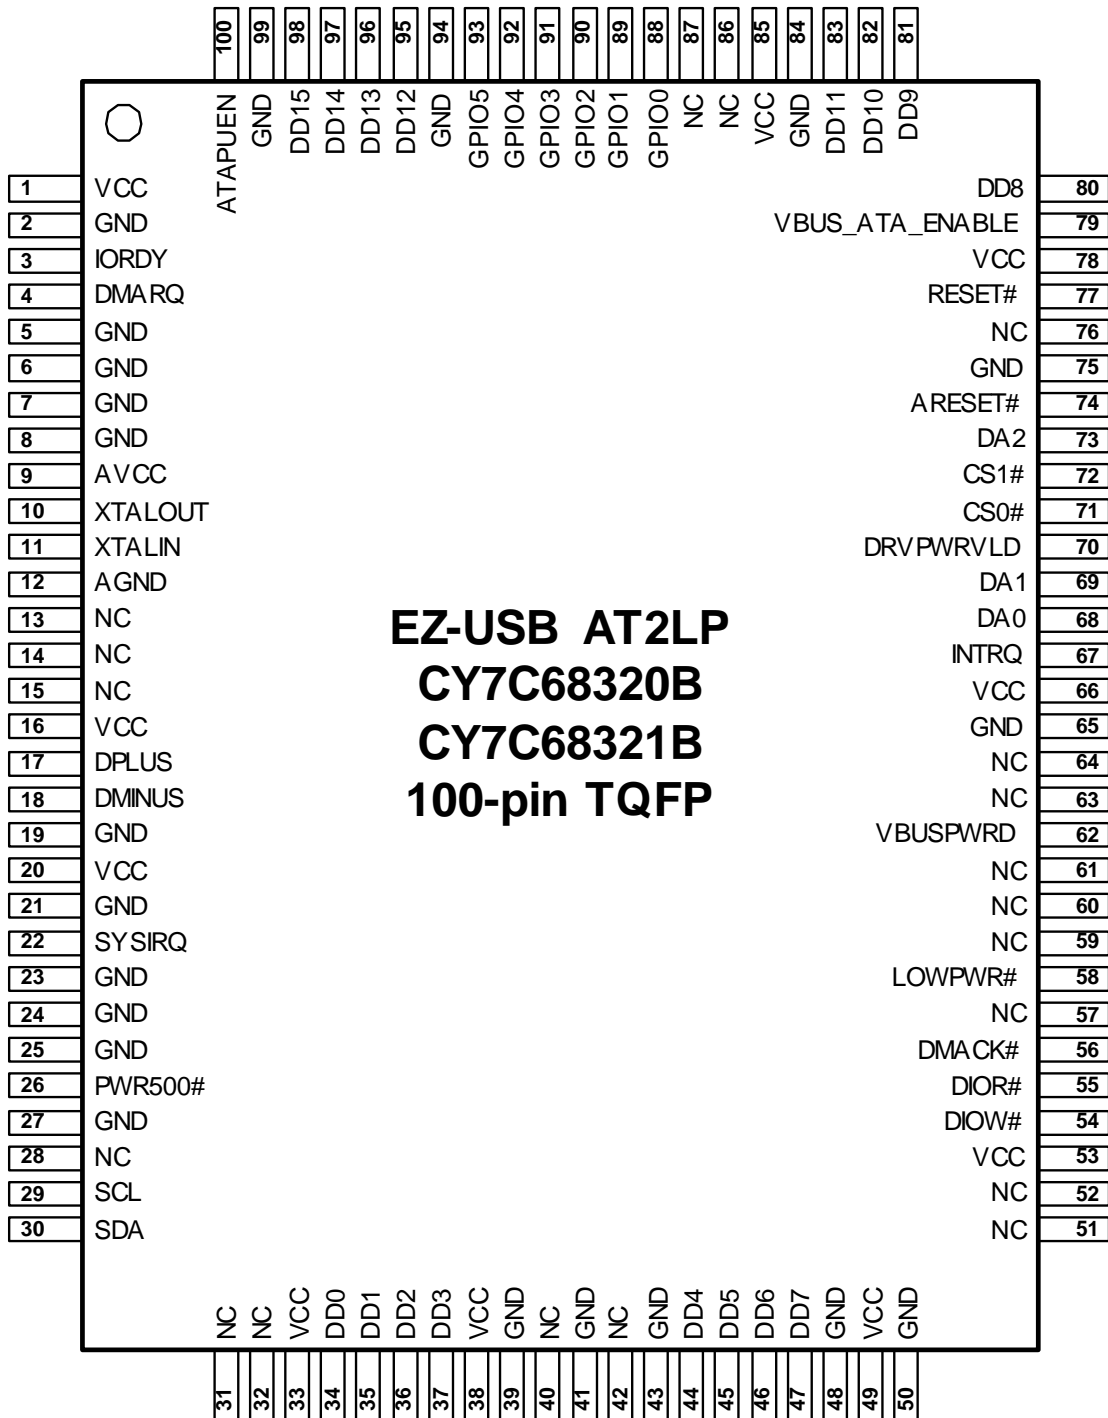 100 99 98 97 96 95 94 93 92 91 90 89 88 87 86 85 84 83 82 81
ATAPUEN GND DD15 DD14 DD13 DD12 GND GPIO5 GPIO4 GPIO3 GPIO2 GPIO1 GPIO0 NC NC VCC GND DD11 DD10 DD9
1 VCC DD8 80
2 GND VBUS_ATA_ENABLE 79
3 IORDY VCC 78
4 DMARQ RESET# 77
5 GND NC 76
6 GND GND 75
7 GND ARESET# 74
8 GND DA2 73
9 AVCC CS1# 72
10 XTALOUT CS0# 71
11 XTALIN DRVPWRVLD 70
12 AGND DA1 69
13 NC DA0 68
14 NC INTRQ 67
15 NC VCC 66
16 VCC GND 65
17 DPLUS NC 64
18 DMINUS NC 63
19 GND VBUSPWRD 62
20 VCC NC 61
21 GND NC 60
22 SYSIRQ NC 59
23 GND LOWPWR# 58
24 GND NC 57
25 GND DMACK# 56
26 PWR500# DIOR# 55
27 GND DIOW# 54
28 NC VCC 53
29 SCL NC 52
30 SDA NC 51
EZ-USB AT2LP
CY7C68320B
CY7C68321B
100-pin TQFP
NC NC VCC DD0 DD1 DD2 DD3 VCC GND NC GND NC GND DD4 DD5 DD6 DD7 GND VCC GND
31 32 33 34 35 36 37 38 39 40 41 42 43 44 45 46 47 48 49 50